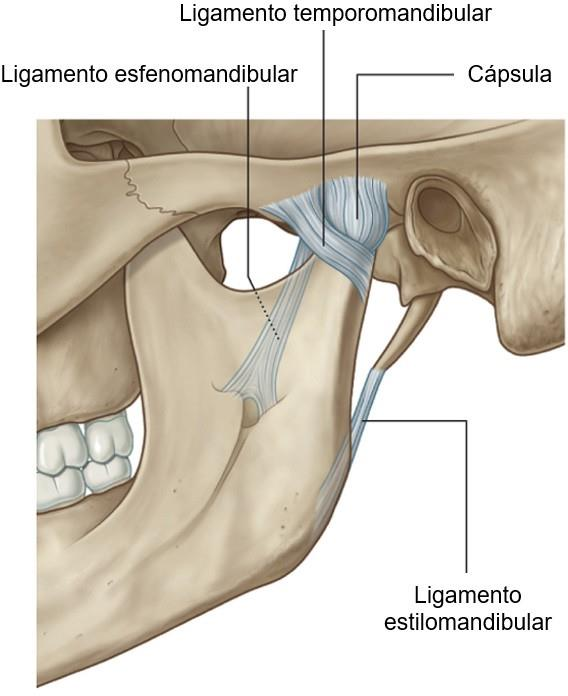 Ligamento temporomandibular
Ligamento esfenomandibular
Cápsula
Ligamento
estilomandibular